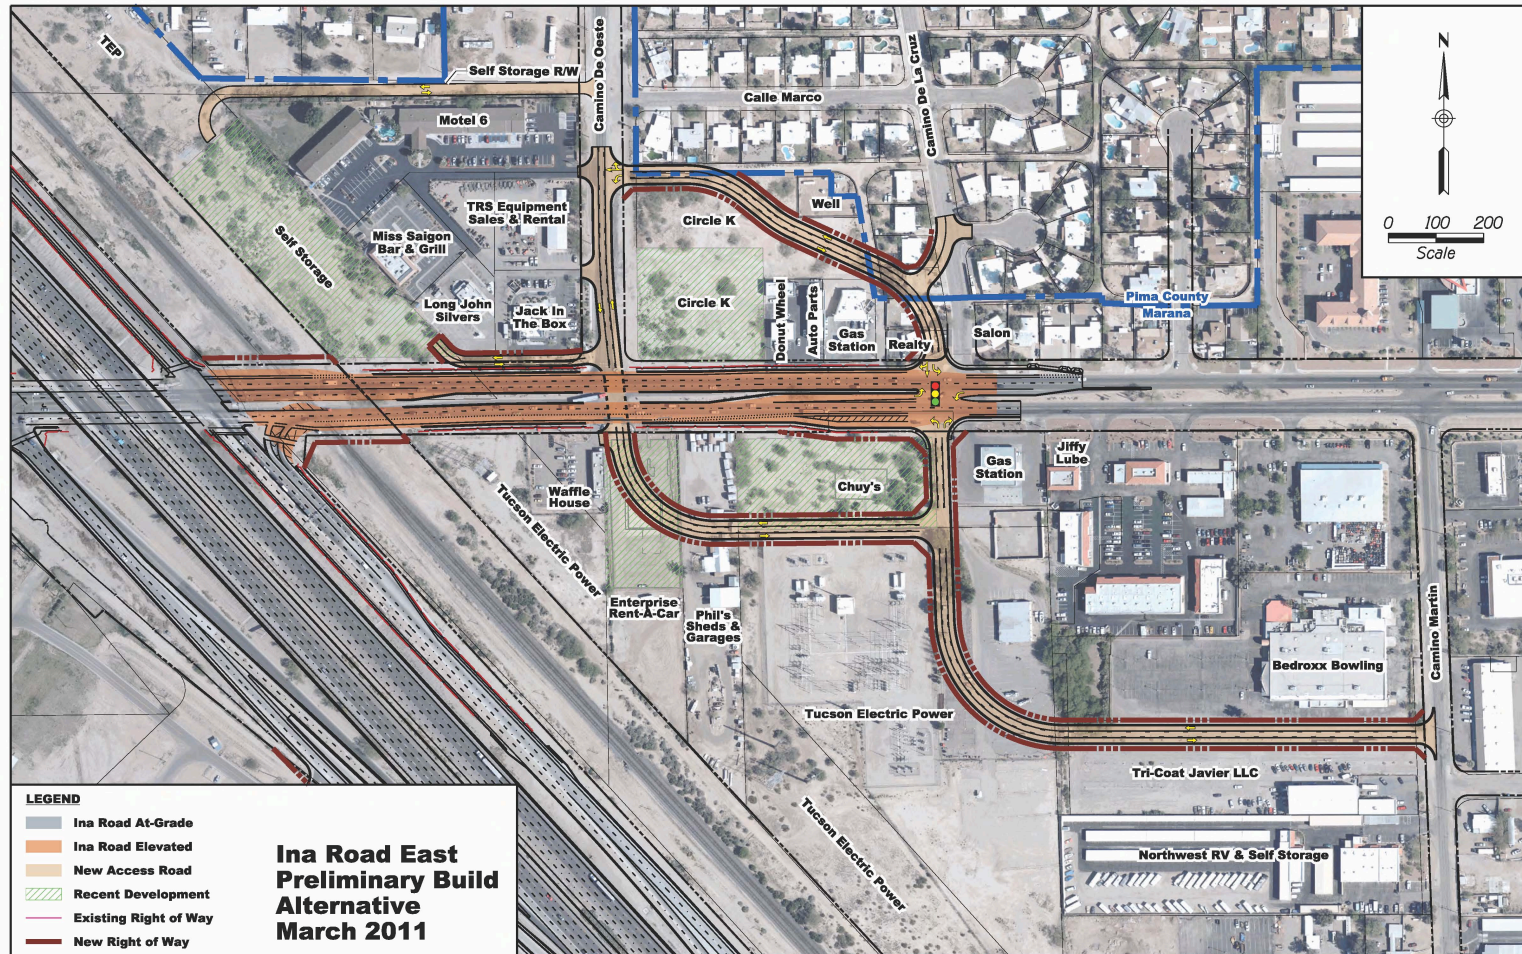 TEP
Self Storage R/W
Camino De Oeste
Motel 6
Calle Marco
Camino De La Cruz
N
0 100 200
Scale
TRS Equipment
Sales & Rental
Miss Saigon
Bar & Grill
Self Storage
Long John
Silvers
Jack In
The Box
Circle K
Well
Circle K
Donut Wheel
Auto Parts
Gas
Station
Realty
Salon
Pima County
Marana
Waffle
House
Tucson Electric Power
Enterprise
Rent-A-Car
Phil's
Sheds &
Garages
Chuy's
Gas
Station
Jiffy
Lube
Tucson Electric Power
Bedroxx Bowling
Camino Martin
Tri-Coat Javier LLC
Tucson Electric Power
Northwest RV & Self Storage
LEGEND
Ina Road At-Grade
Ina Road Elevated
New Access Road
Recent Development
Existing Right of Way
New Right of Way
Ina Road East
Preliminary Build
Alternative
March 2011